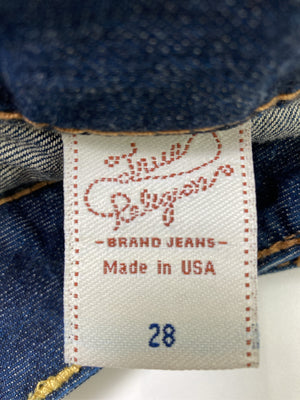 True
Religion
-BRAND JEANS-
Made in USA
28